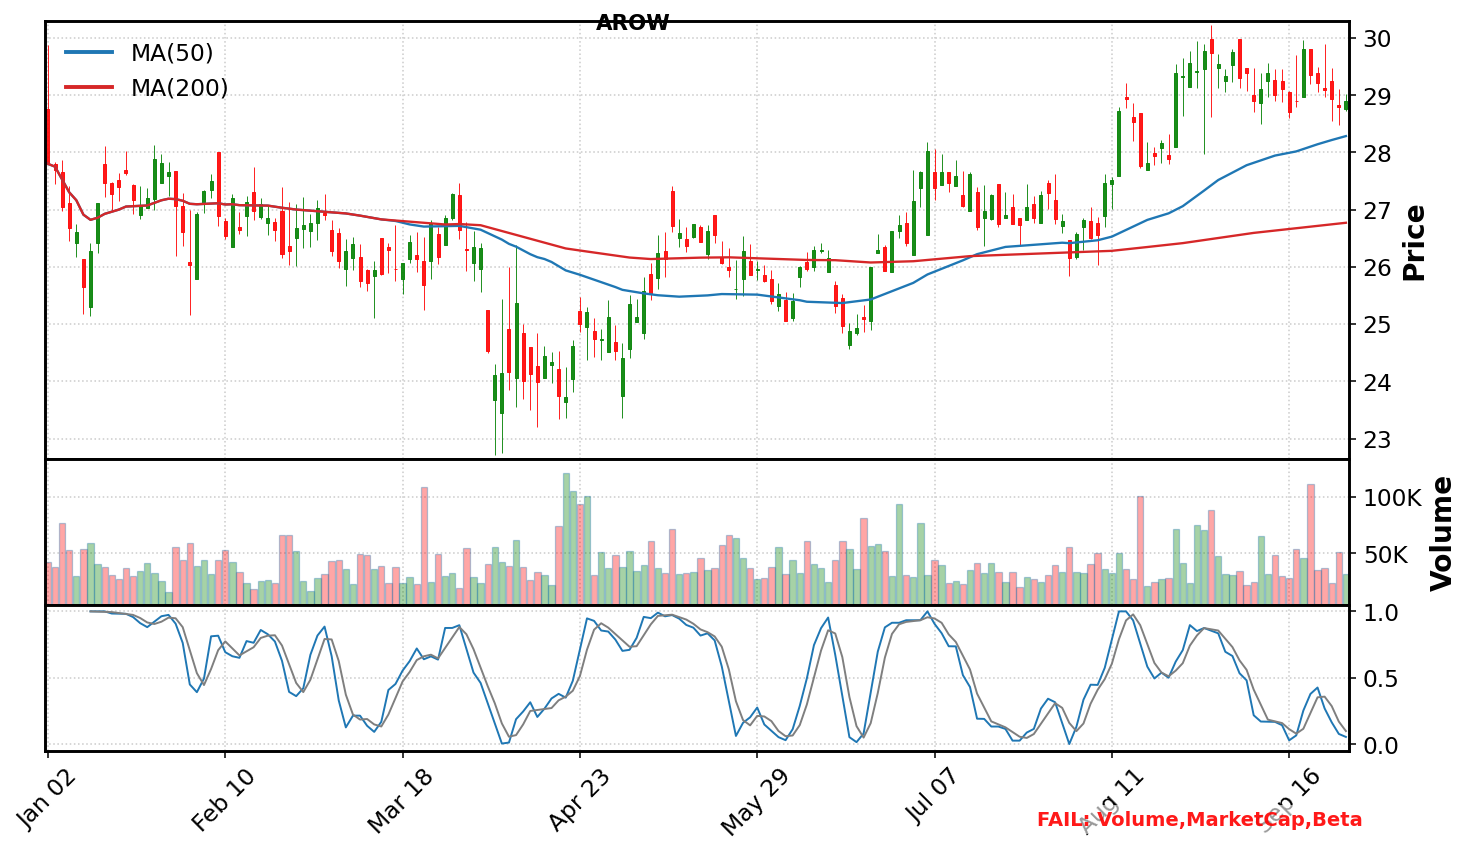 AROW
MA(50)
MA(200)
30
29
28
27
26
25
24
23
Price
100K
50K
Volume
1.0
0.5
0.0
Jan 02
Feb 10
Mar 18
Apr 23
May 29
Jul 07
Aug 11
Sep 16
FAIL: Volume,MarketCap,Beta